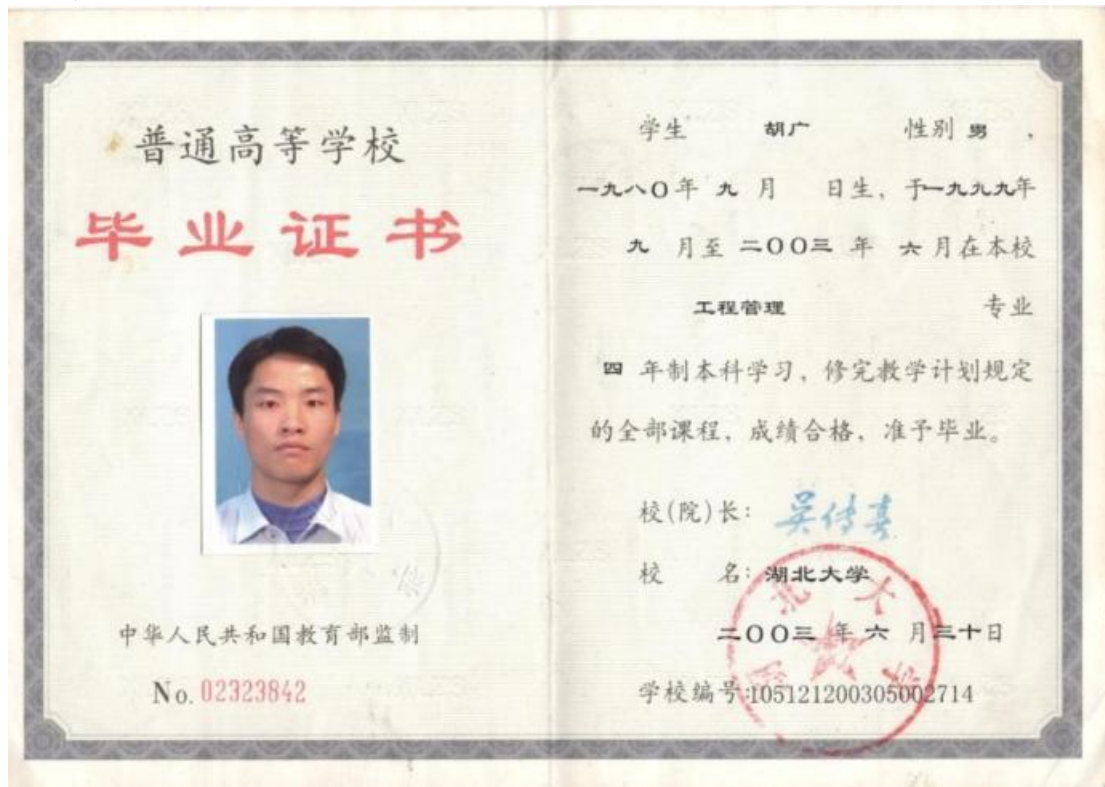 普通高等学校
毕业证书
中华人民共和国教育部监制
No. 02323842
学生 胡广 性别 男 ,
一九八〇年 九 月 日生, 于一九九九年
九 月至 二〇〇三 年 六 月在本校
工程管理 专业
四 年制本科学习, 修完教学计划规定
的全部课程, 成绩合格, 准予毕业。
校(院)长: 吴传喜
校 名: 湖北大学
二〇〇三 年 六 月三十日
学校编号:105121200305002714
湖北大学